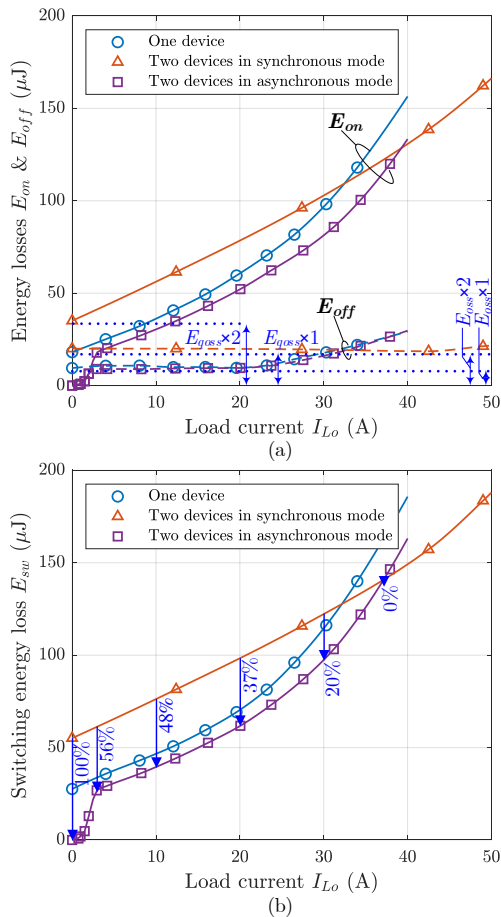 200
150
100
50
0
Energy losses E_on & E_off (μJ)
One device
Two devices in synchronous mode
Two devices in asynchronous mode
E_on
E_off
E_qoss×2
E_qoss×1
E_oss×2
E_oss×1
0 10 20 30 40 50
Load current I_Lo (A)
(a)
200
150
100
50
0
Switching energy loss E_sw (μJ)
One device
Two devices in synchronous mode
Two devices in asynchronous mode
100%
56%
48%
37%
20%
0%
0 10 20 30 40 50
Load current I_Lo (A)
(b)